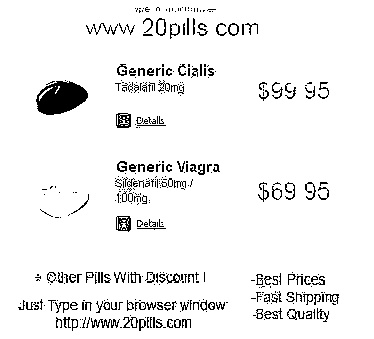 www 20pills com
Generic Cialis
Tadalafil 20mg
$99 95
Details
Generic Viagra
Sildenafil 50mg /
100mg,
$69 95
Details
+ Other Pills With Discount !
-Best Prices
Just Type in your browser window
-Fast Shipping
http://www.20pills.com
-Best Quality